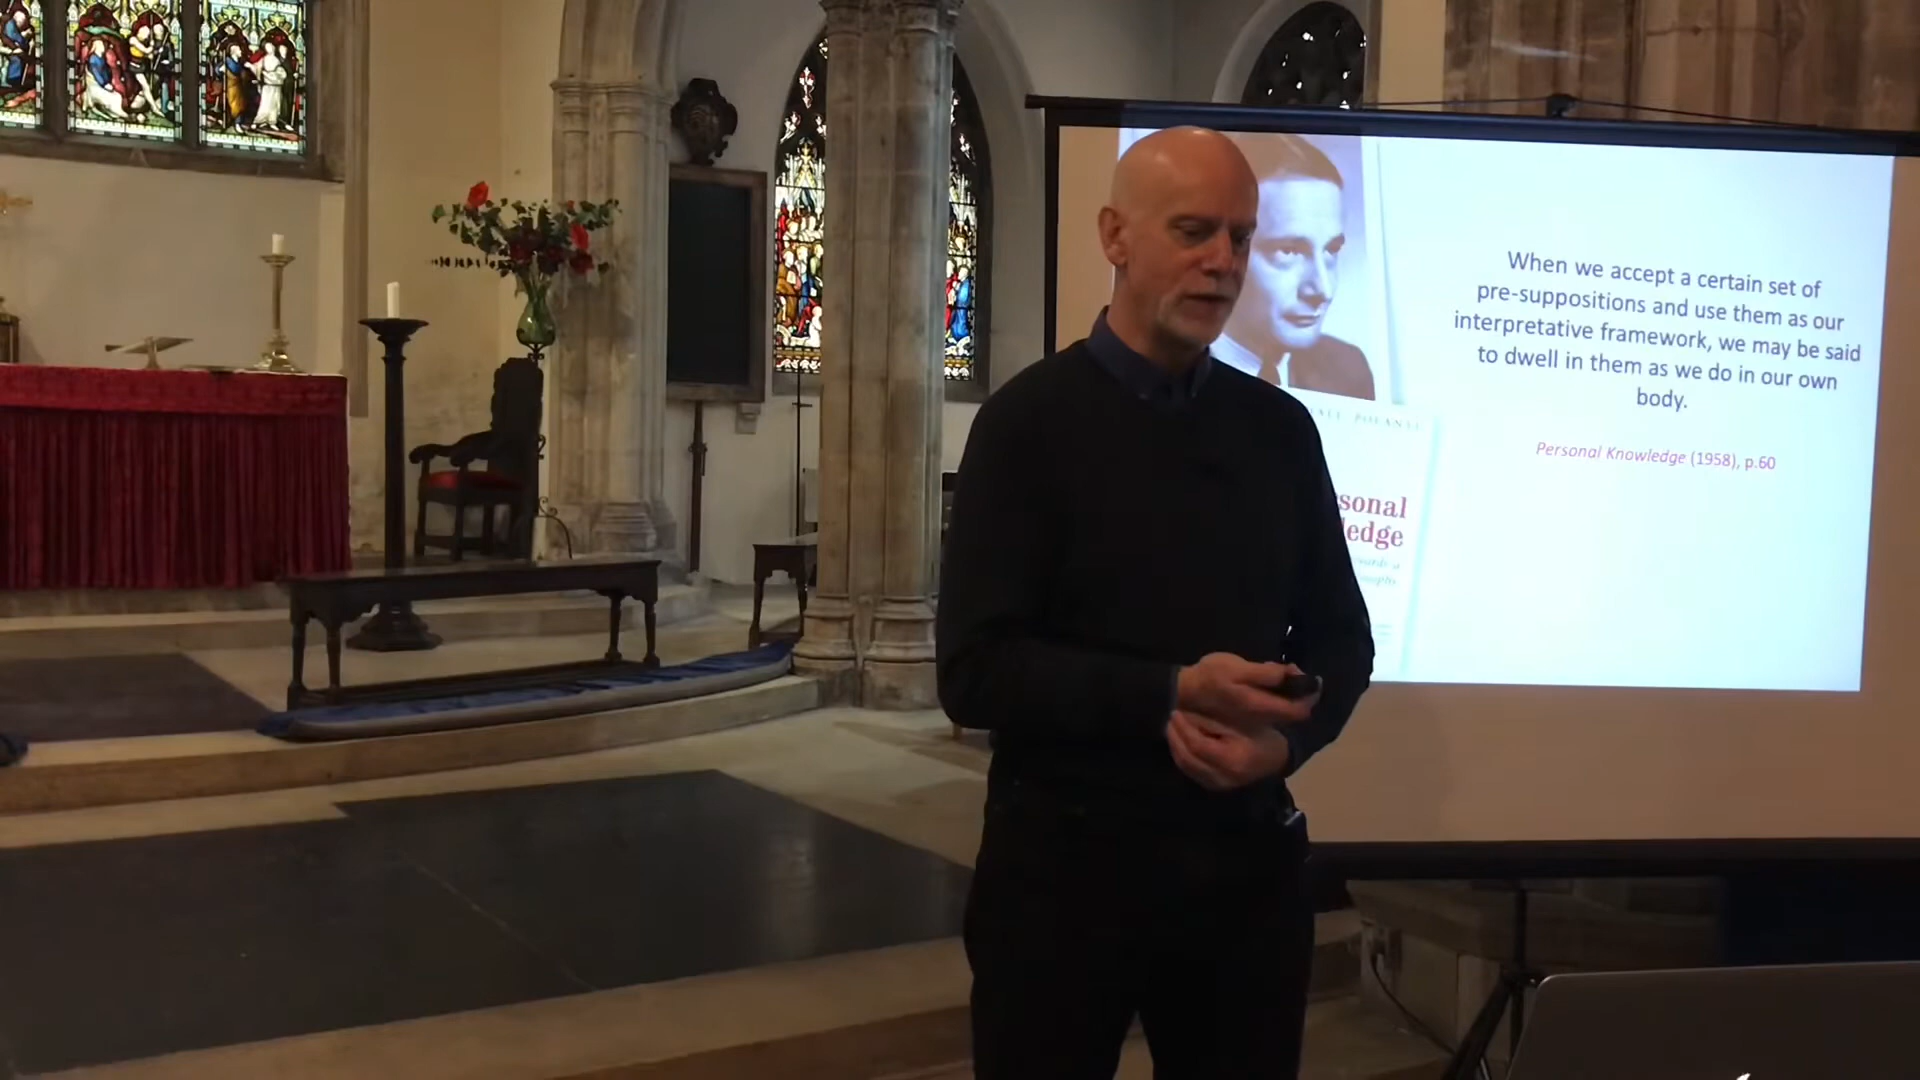 When we accept a certain set of
pre-suppositions and use them as our
interpretative framework, we may be said
to dwell in them as we do in our own
body.
Personal Knowledge (1958), p.60
POLANYI
sonal
ledge